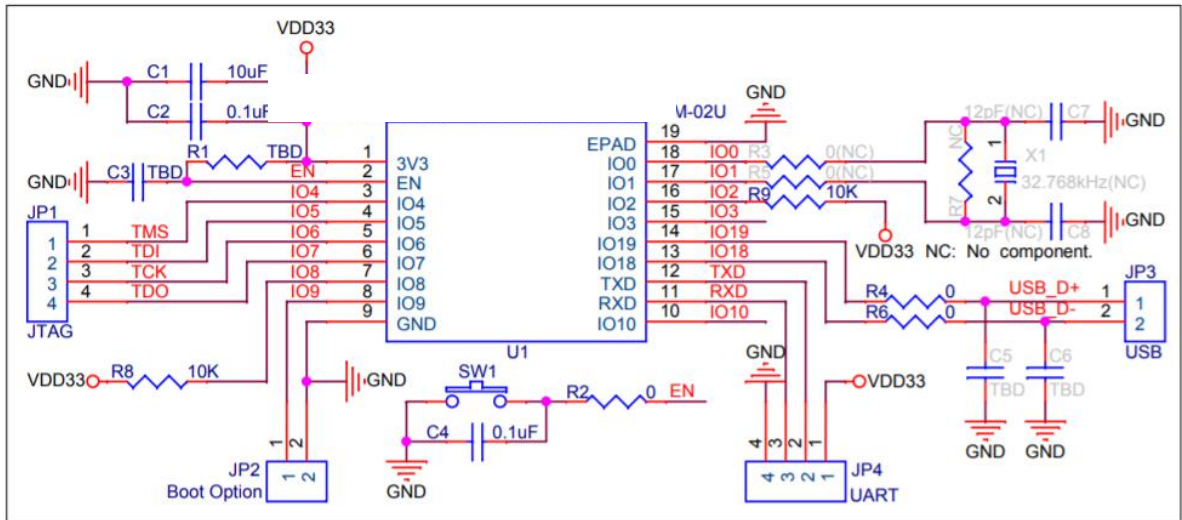 VDD33
GND
C1
10uF
C2
0.1uF
M-02U
R1
TBD
GND
C3
TBD
EN
IO4
IO5
IO6
IO7
IO8
IO9
1
2
3
4
5
6
7
8
9
3V3
EN
IO4
IO5
IO6
IO7
IO8
IO9
GND
U1
EPAD
IO0
IO1
IO2
IO3
IO19
IO18
TXD
RXD
IO10
19
18
17
16
15
14
13
12
11
10
IO0
IO1
IO2
IO3
IO19
IO18
TXD
RXD
IO10
GND
R3
0(NC)
R5
0(NC)
R9
10K
VDD33
NC: No component.
12pF(NC)
C7
GND
NC
R7
1
X1
32.768kHz(NC)
2
12pF(NC)
C8
GND
JP1
1
2
3
4
1
2
3
4
TMS
TDI
TCK
TDO
JTAG
R4
0
R6
0
USB_D+
USB_D-
1
2
JP3
1
2
USB
C5
TBD
C6
TBD
GND
GND
VDD33
R8
10K
GND
1
2
JP2
Boot Option
1
2
SW1
R2
0
EN
C4
0.1uF
GND
GND
VDD33
4
3
2
1
4
3
2
1
JP4
UART